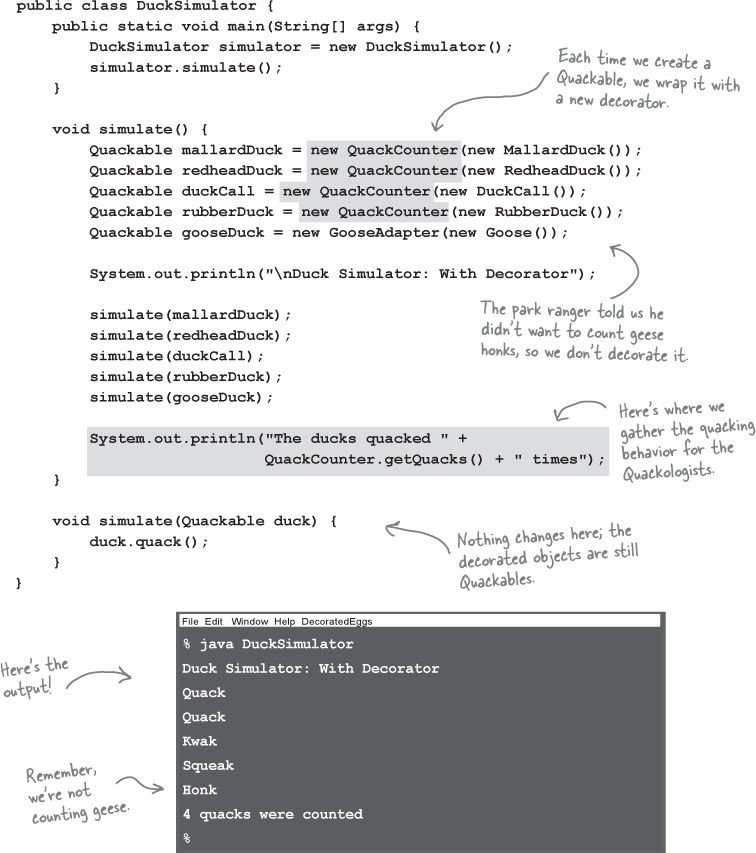 public class DuckSimulator {
public static void main(String[] args) {
DuckSimulator simulator = new DuckSimulator();
simulator.simulate();
}
Each time we create a
Quackable, we wrap it with
a new decorator.
void simulate() {
Quackable mallardDuck = new QuackCounter(new MallardDuck());
Quackable redheadDuck = new QuackCounter(new RedheadDuck());
Quackable duckCall = new QuackCounter(new DuckCall());
Quackable rubberDuck = new QuackCounter(new RubberDuck());
Quackable gooseDuck = new GooseAdapter(new Goose());
System.out.println("\nDuck Simulator: With Decorator");
The park ranger told us he
didn't want to count geese
honks, so we don't decorate it.
simulate(mallardDuck);
simulate(redheadDuck);
simulate(duckCall);
simulate(rubberDuck);
simulate(gooseDuck);
Here's where we
gather the quacking
behavior for the
Quackologists.
System.out.println("The ducks quacked " +
QuackCounter.getQuacks() + " times");
}
void simulate(Quackable duck) {
duck.quack();
}
}
Nothing changes here; the
decorated objects are still
Quackables.
File Edit Window Help DecoratedEggs
% java DuckSimulator
Duck Simulator: With Decorator
Quack
Quack
Kwak
Squeak
Honk
4 quacks were counted
%
Here's the
output!
Remember,
we're not
counting geese.